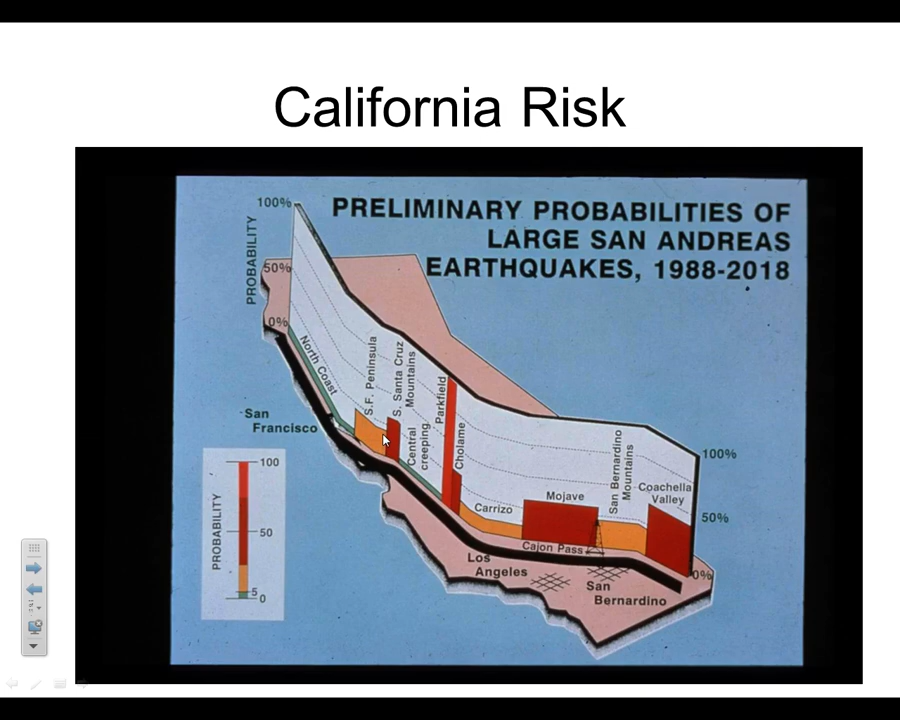 California Risk
PRELIMINARY PROBABILITIES OF
LARGE SAN ANDREAS
EARTHQUAKES, 1988-2018
100%
50%
0%
PROBABILITY
North Coast
San
Francisco
S.F. Peninsula
S. Santa Cruz
Mountains
Central
creeping
Parkfield
Cholame
Carrizo
Mojave
San Bernardino
Mountains
Coachella
Valley
100%
50%
0%
Cajon Pass
Los
Angeles
San
Bernardino
PROBABILITY
100
50
5
0